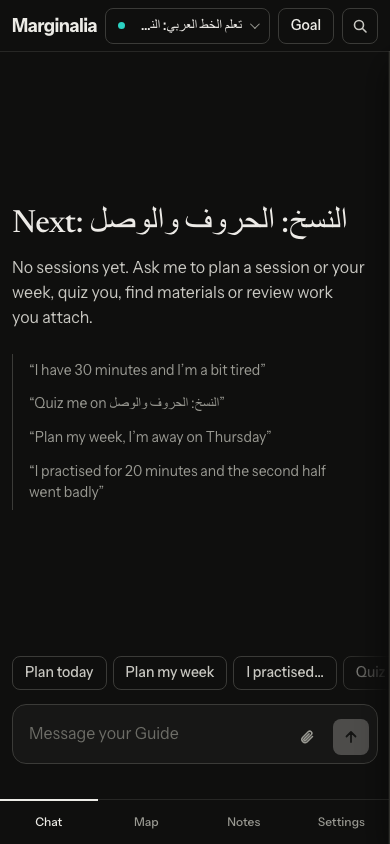 Marginalia
تعلم الخط العربي: الن...
Goal
Next: النسخ: الحروف والوصل
No sessions yet. Ask me to plan a session or your
week, quiz you, find materials or review work
you attach.
“I have 30 minutes and I’m a bit tired”
“Quiz me on النسخ: الحروف والوصل”
“Plan my week, I’m away on Thursday”
“I practised for 20 minutes and the second half
went badly”
Plan today
Plan my week
I practised…
Quiz
Message your Guide
Chat
Map
Notes
Settings